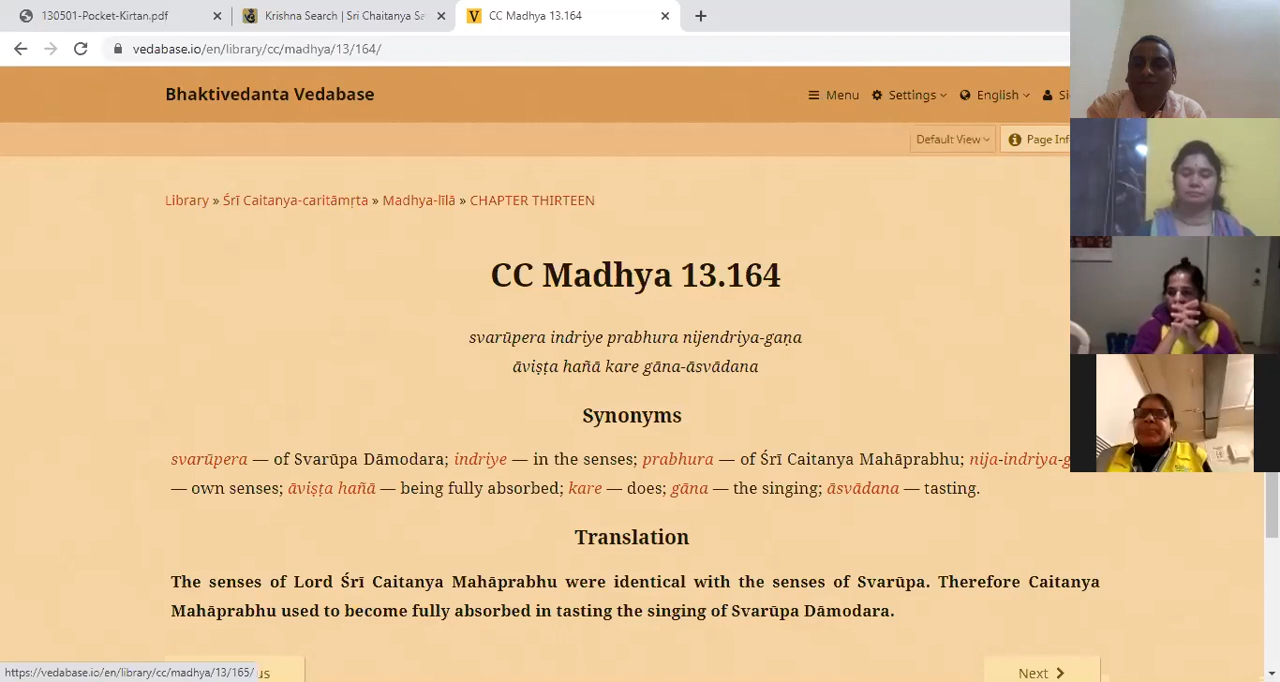 130501-Pocket-Kirtan.pdf
Krishna Search | Sri Chaitanya Sa
CC Madhya 13.164
vedabase.io/en/library/cc/madhya/13/164/
Bhaktivedanta Vedabase
Menu Settings English
Default View Page Inf
Library » Śrī Caitanya-caritāmṛta » Madhya-līlā » CHAPTER THIRTEEN
CC Madhya 13.164
svarūpera indriye prabhura nijendriya-gaṇa
āviṣṭa hañā kare gāna-āsvādana
Synonyms
svarūpera — of Svarūpa Dāmodara; indriye — in the senses; prabhura — of Śrī Caitanya Mahāprabhu; nija-indriya-g
— own senses; āviṣṭa hañā — being fully absorbed; kare — does; gāna — the singing; āsvādana — tasting.
Translation
The senses of Lord Śrī Caitanya Mahāprabhu were identical with the senses of Svarūpa. Therefore Caitanya
Mahāprabhu used to become fully absorbed in tasting the singing of Svarūpa Dāmodara.
https://vedabase.io/en/library/cc/madhya/13/165/ us Next